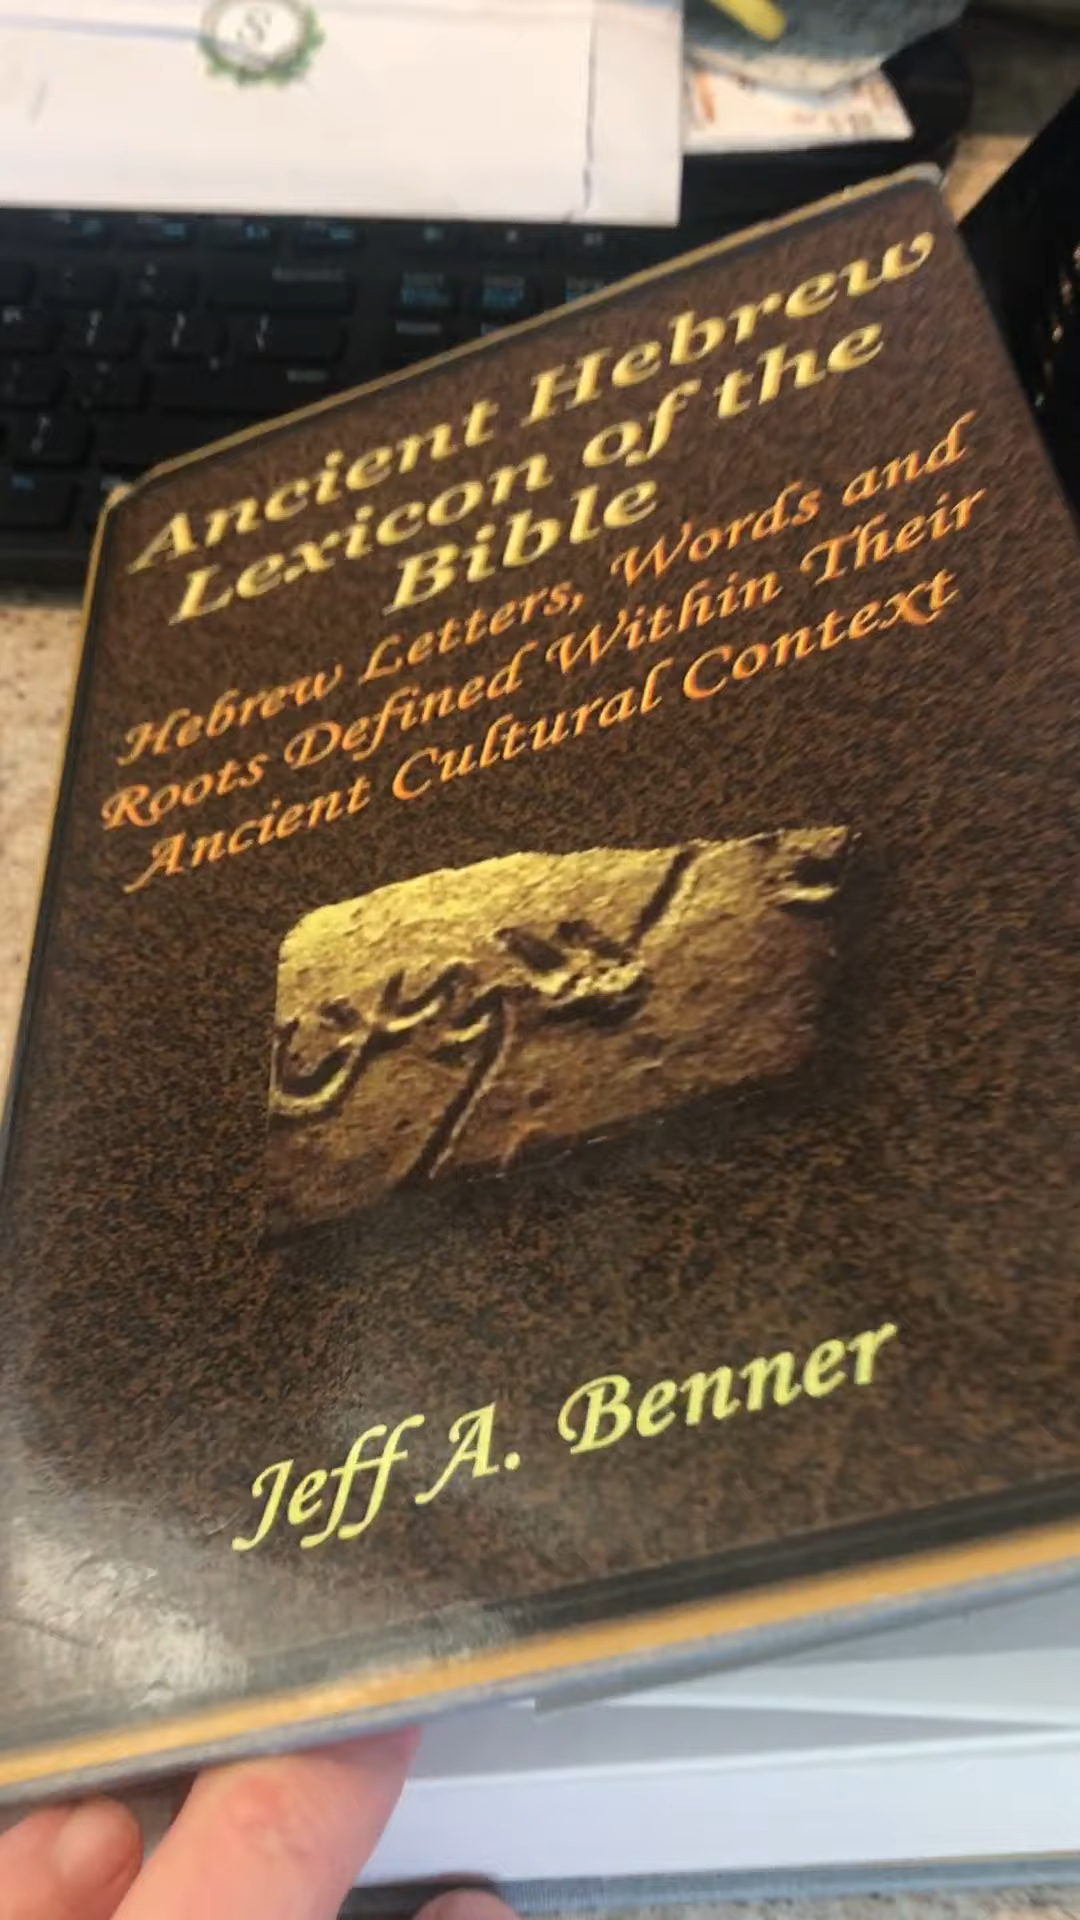 S
Ancient Hebrew
Lexicon of the
Bible
Hebrew Letters, Words and
Roots Defined Within Their
Ancient Cultural Context
Jeff A. Benner